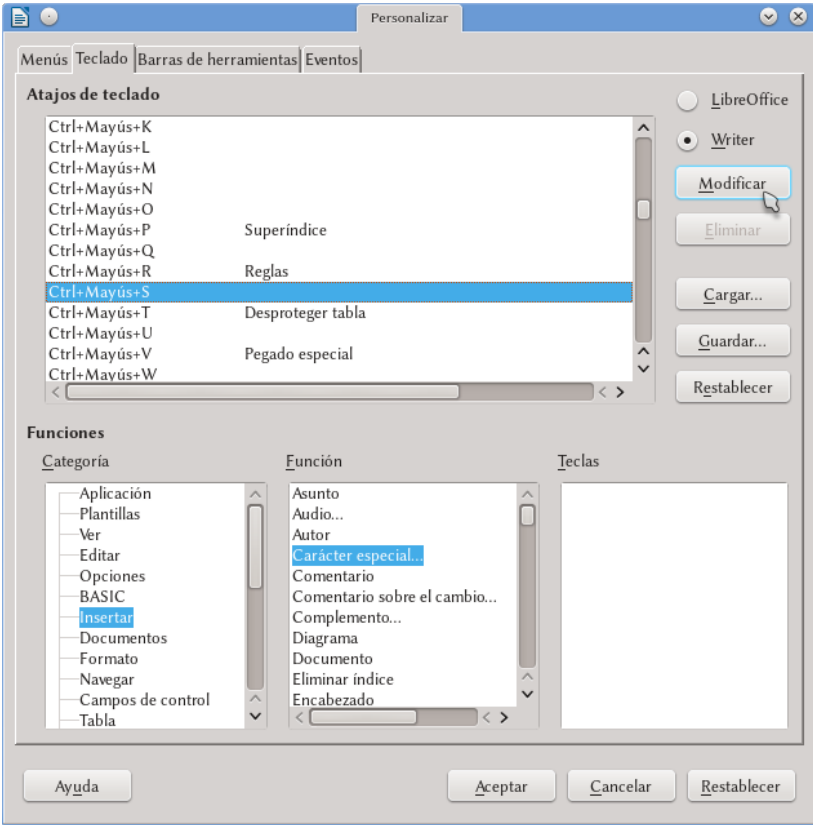 Personalizar
Menús Teclado Barras de herramientas Eventos
Atajos de teclado
LibreOffice
Writer
Modificar
Eliminar
Cargar...
Guardar...
Restablecer
Ctrl+Mayús+K
Ctrl+Mayús+L
Ctrl+Mayús+M
Ctrl+Mayús+N
Ctrl+Mayús+O
Ctrl+Mayús+P Superíndice
Ctrl+Mayús+Q
Ctrl+Mayús+R Reglas
Ctrl+Mayús+S
Ctrl+Mayús+T Desproteger tabla
Ctrl+Mayús+U
Ctrl+Mayús+V Pegado especial
Ctrl+Mayús+W
Funciones
Categoría
Aplicación
Plantillas
Ver
Editar
Opciones
BASIC
Insertar
Documentos
Formato
Navegar
Campos de control
Tabla
Función
Asunto
Audio...
Autor
Carácter especial...
Comentario
Comentario sobre el cambio...
Complemento...
Diagrama
Documento
Eliminar índice
Encabezado
Teclas
Ayuda
Aceptar
Cancelar
Restablecer